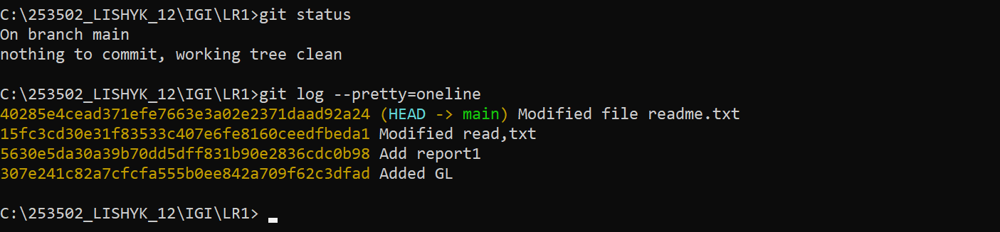 C:\253502_LISHYK_12\IGI\LR1>git status
On branch main
nothing to commit, working tree clean
C:\253502_LISHYK_12\IGI\LR1>git log --pretty=oneline
40285e4cead371efe7663e3a02e2371daad92a24 (HEAD -> main) Modified file readme.txt
15fc3cd30e31f83533c407e6fe8160ceedfbeda1 Modified read,txt
5630e5da30a39b70dd5dff831b90e2836cdc0b98 Add report1
307e241c82a7cfcfa555b0ee842a709f62c3dfad Added GL
C:\253502_LISHYK_12\IGI\LR1>